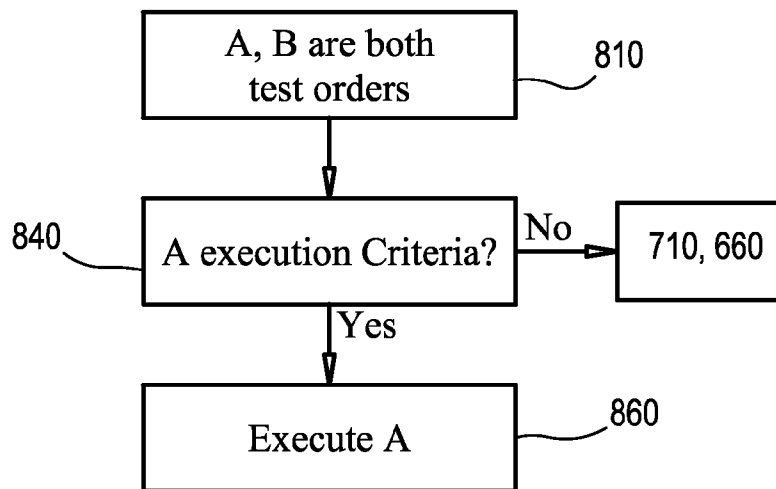 A, B are both
test orders
810
840
A execution Criteria?
No
710, 660
Yes
Execute A
860